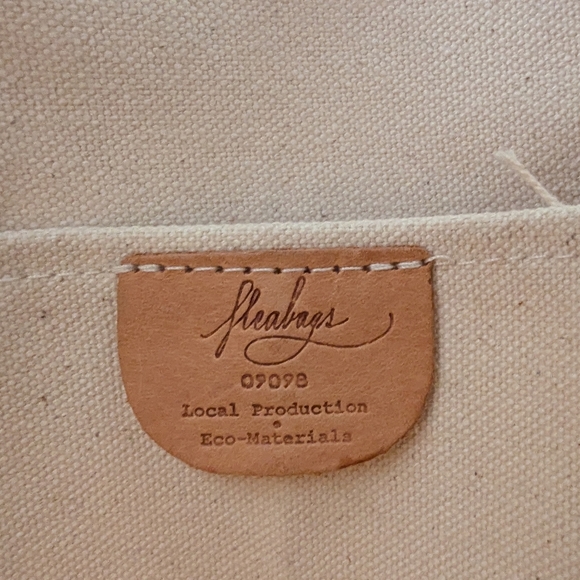 fleabags
09098
Local Production
•
Eco-Materials